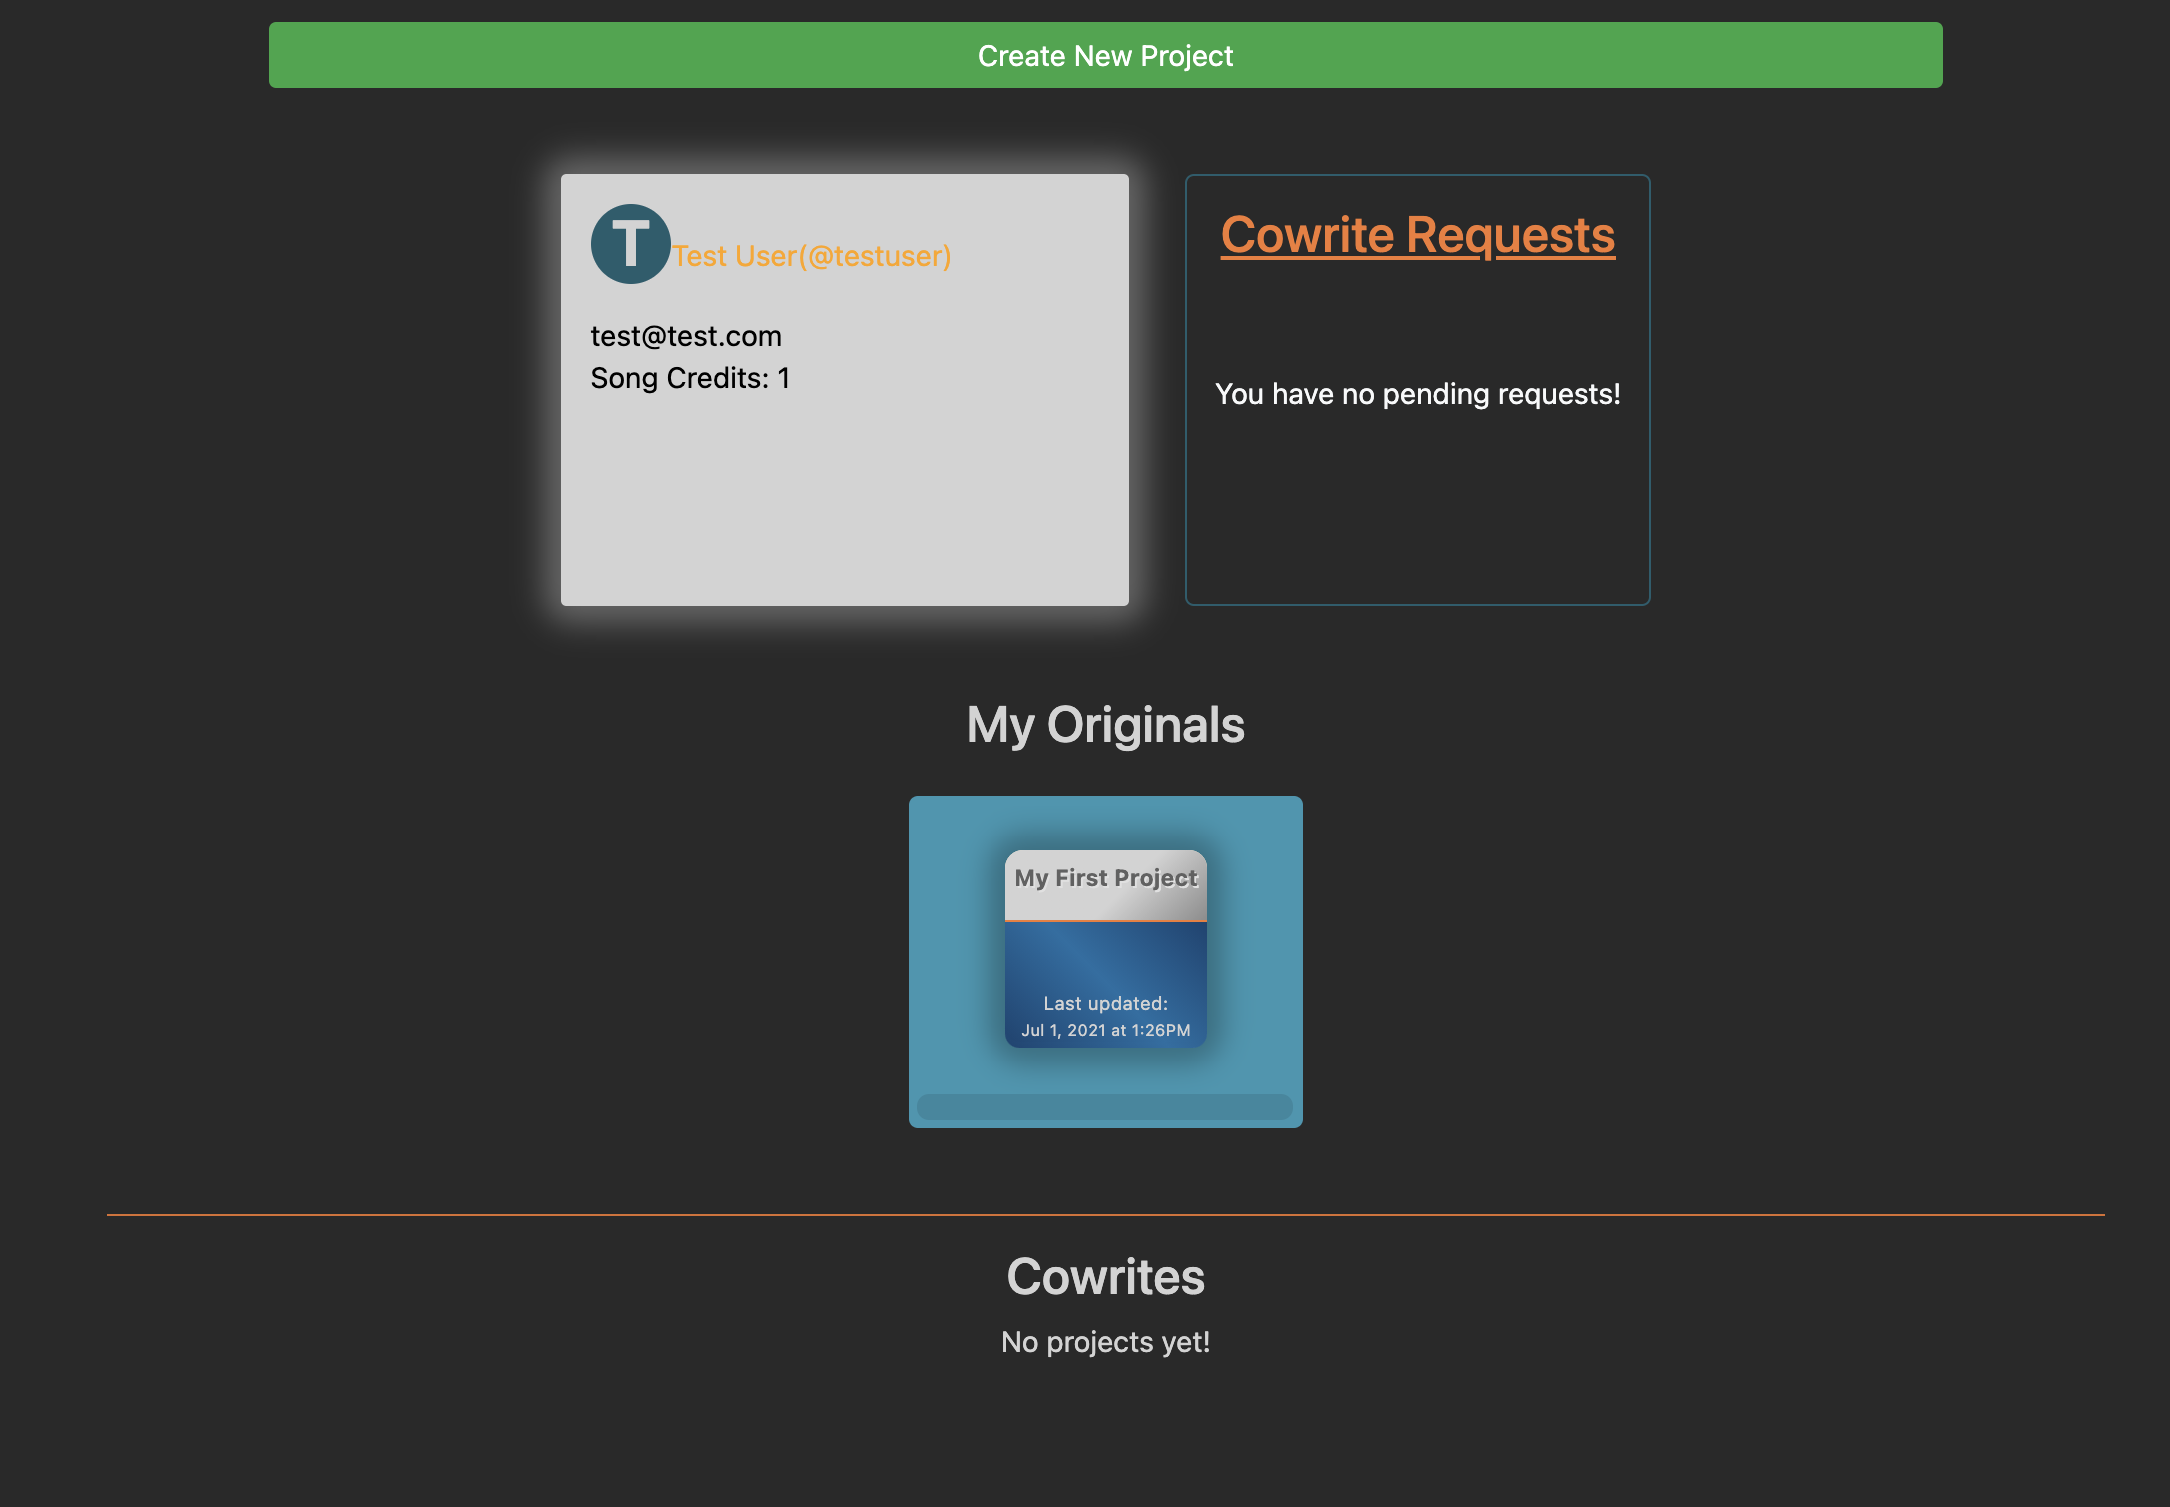 Create New Project
T
Test User(@testuser)
test@test.com
Song Credits: 1
Cowrite Requests
You have no pending requests!
My Originals
My First Project
Last updated:
Jul 1, 2021 at 1:26PM
Cowrites
No projects yet!